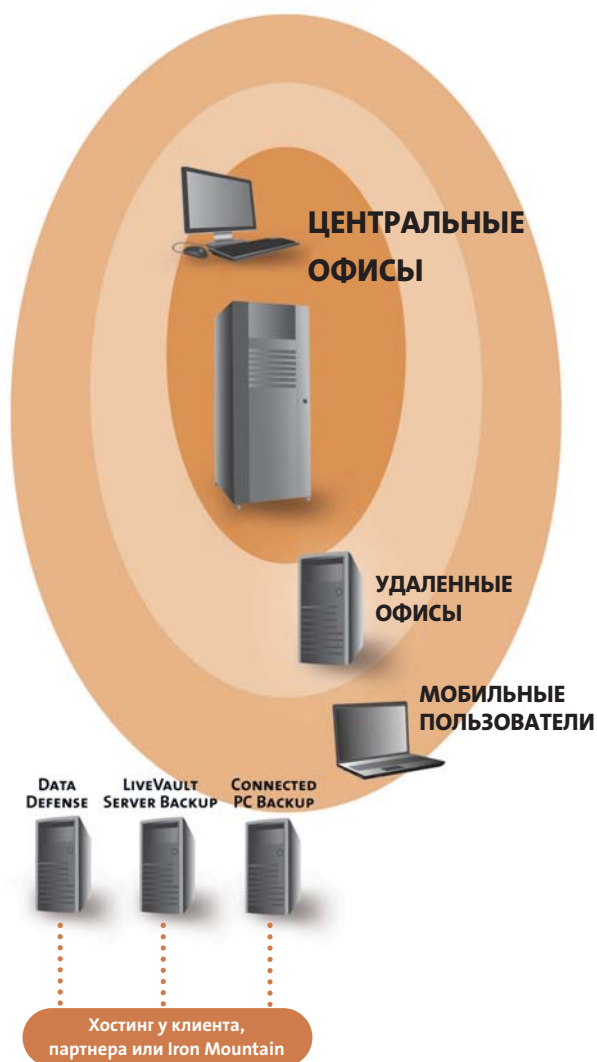 ЦЕНТРАЛЬНЫЕ
ОФИСЫ
УДАЛЕННЫЕ
ОФИСЫ
МОБИЛЬНЫЕ
ПОЛЬЗОВАТЕЛИ
DATA
DEFENSE
LIVEVAULT
SERVER BACKUP
CONNECTED
PC BACKUP
Хостинг у клиента,
партнера или Iron Mountain